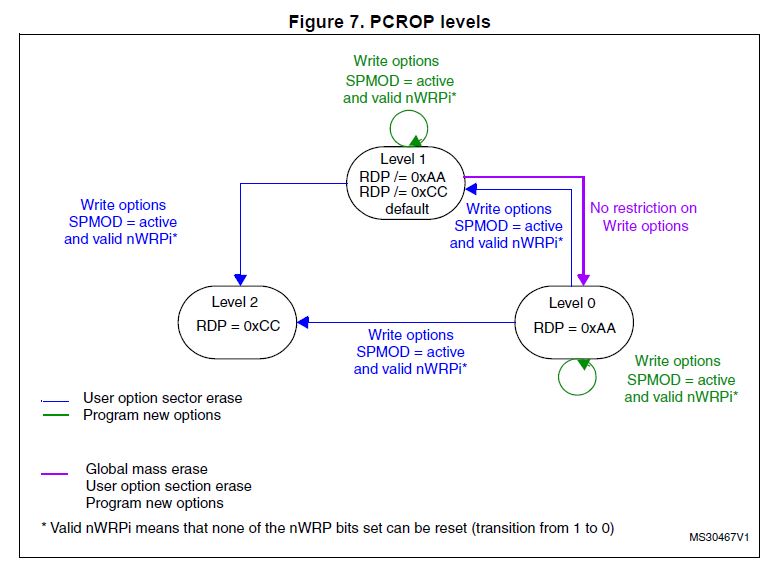 Figure 7. PCROP levels
Write options
SPMOD = active
and valid nWRPi*
Level 1
RDP /= 0xAA
RDP /= 0xCC
default
Write options
SPMOD = active
and valid nWRPi*
Write options
SPMOD = active
and valid nWRPi*
No restriction on
Write options
Level 2
RDP = 0xCC
Level 0
RDP = 0xAA
Write options
SPMOD = active
and valid nWRPi*
Write options
SPMOD = active
and valid nWRPi*
User option sector erase
Program new options
Global mass erase
User option section erase
Program new options
* Valid nWRPi means that none of the nWRP bits set can be reset (transition from 1 to 0)
MS30467V1